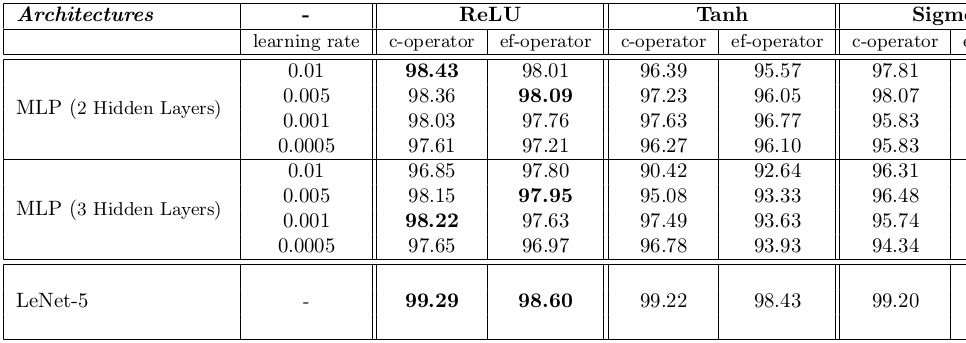 Architectures - ReLU Tanh
learning rate c-operator ef-operator c-operator ef-operator c-operator
0.01 98.43 98.01 96.39 95.57 97.81
0.005 98.36 98.09 97.23 96.05 98.07
MLP (2 Hidden Layers)
0.001 98.03 97.76 97.63 96.77 95.83
0.0005 97.61 97.21 96.27 96.10 95.83
0.01 96.85 97.80 90.42 92.64 96.31
0.005 98.15 97.95 95.08 93.33 96.48
MLP (3 Hidden Layers)
0.001 98.22 97.63 97.49 93.63 95.74
0.0005 97.65 96.97 96.78 93.93 94.34
LeNet-5 - 99.29 98.60 99.22 98.43 99.20